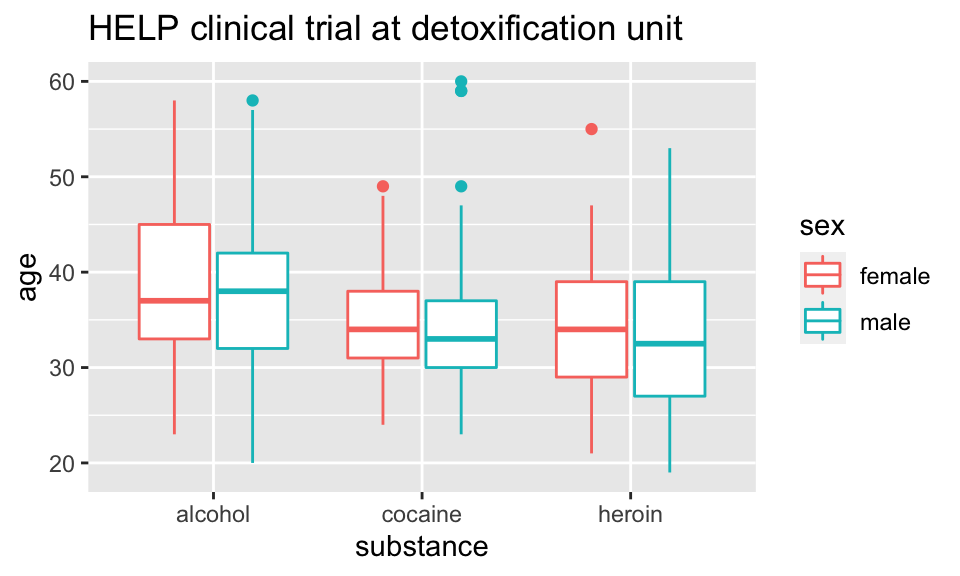 HELP clinical trial at detoxification unit
age
60
50
40
30
20
alcohol cocaine heroin
substance
sex
female
male